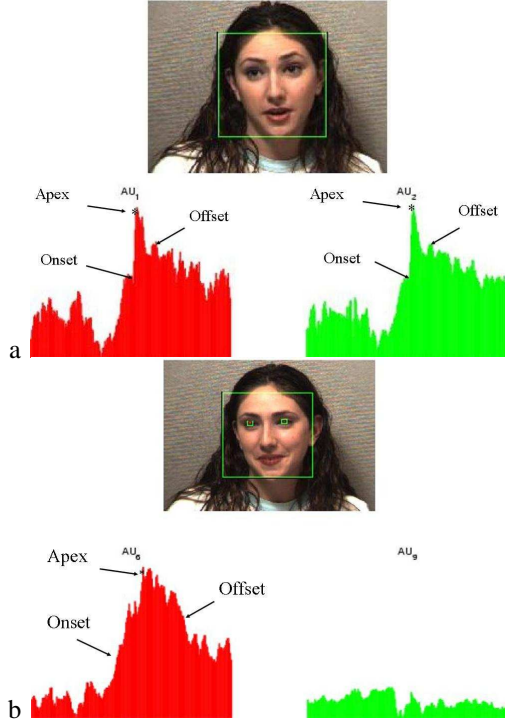 AU1
AU2
Apex
Apex
Offset
Offset
Onset
Onset
a
AU6
AU9
Apex
Offset
Onset
b